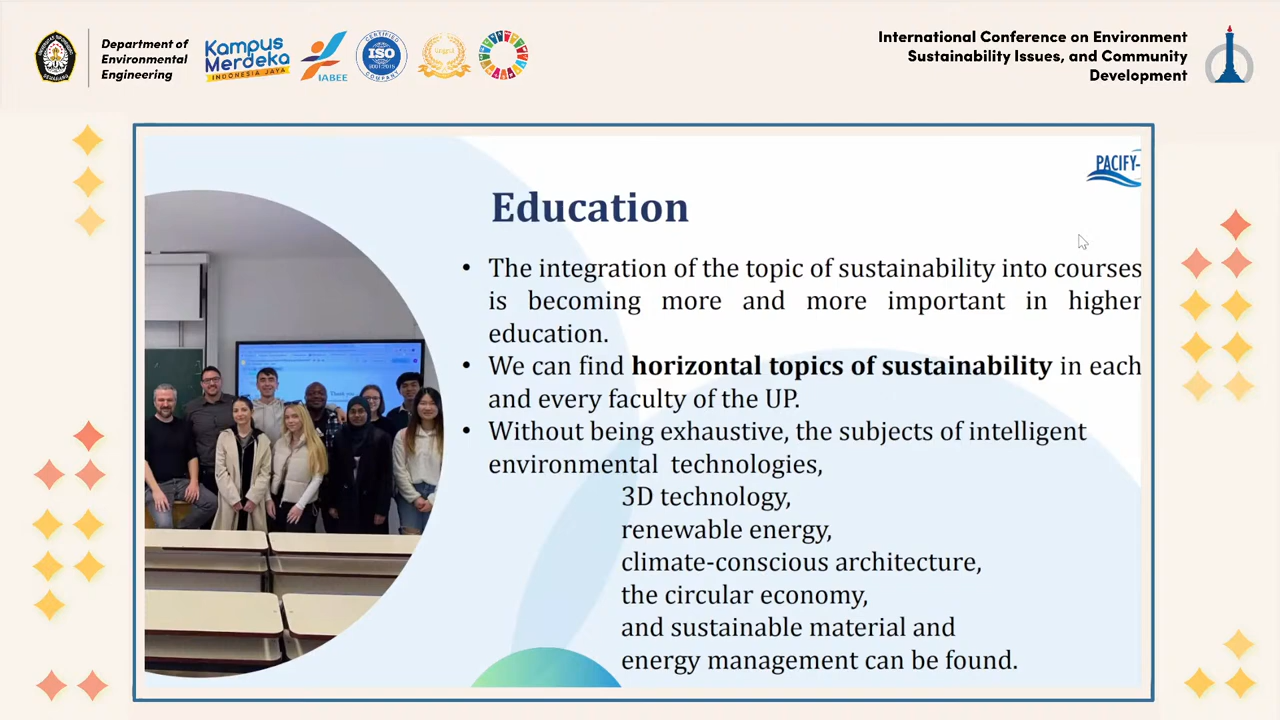 Department of
Environmental
Engineering
Kampus
Merdeka
INDONESIA JAYA
IABEE
CERTIFIED
ISO
9001:2015
COMPANY
International Conference on Environment
Sustainability Issues, and Community
Development
PACIFY-
Education
• The integration of the topic of sustainability into courses
is becoming more and more important in higher
education.
• We can find horizontal topics of sustainability in each
and every faculty of the UP.
• Without being exhaustive, the subjects of intelligent
environmental technologies,
3D technology,
renewable energy,
climate-conscious architecture,
the circular economy,
and sustainable material and
energy management can be found.